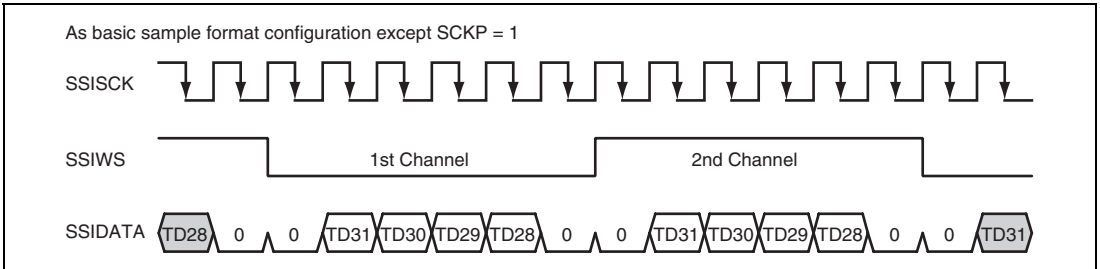 As basic sample format configuration except SCKP = 1
SSISCK
SSIWS 1st Channel 2nd Channel
SSIDATA TD28 0 0 TD31 TD30 TD29 TD28 0 0 TD31 TD30 TD29 TD28 0 0 TD31